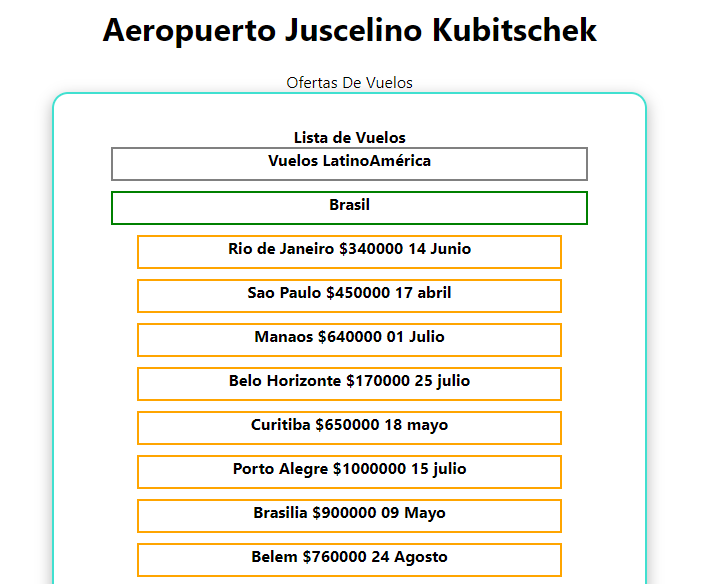 Aeropuerto Juscelino Kubitschek
Ofertas De Vuelos
Lista de Vuelos
Vuelos LatinoAmérica
Brasil
Rio de Janeiro $340000 14 Junio
Sao Paulo $450000 17 abril
Manaos $640000 01 Julio
Belo Horizonte $170000 25 julio
Curitiba $650000 18 mayo
Porto Alegre $1000000 15 julio
Brasilia $900000 09 Mayo
Belem $760000 24 Agosto